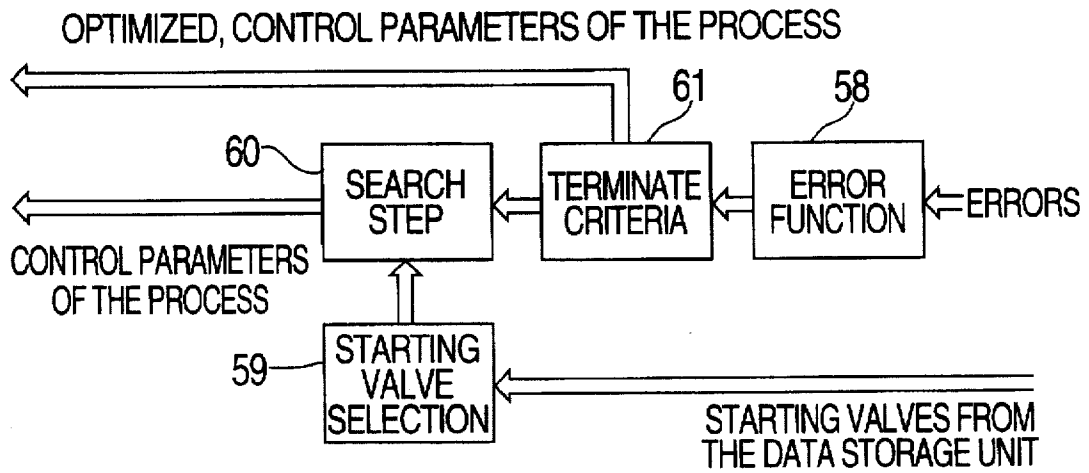 OPTIMIZED, CONTROL PARAMETERS OF THE PROCESS
61
58
60
SEARCH
STEP
TERMINATE
CRITERIA
ERROR
FUNCTION
ERRORS
CONTROL PARAMETERS
OF THE PROCESS
59
STARTING
VALVE
SELECTION
STARTING VALVES FROM
THE DATA STORAGE UNIT